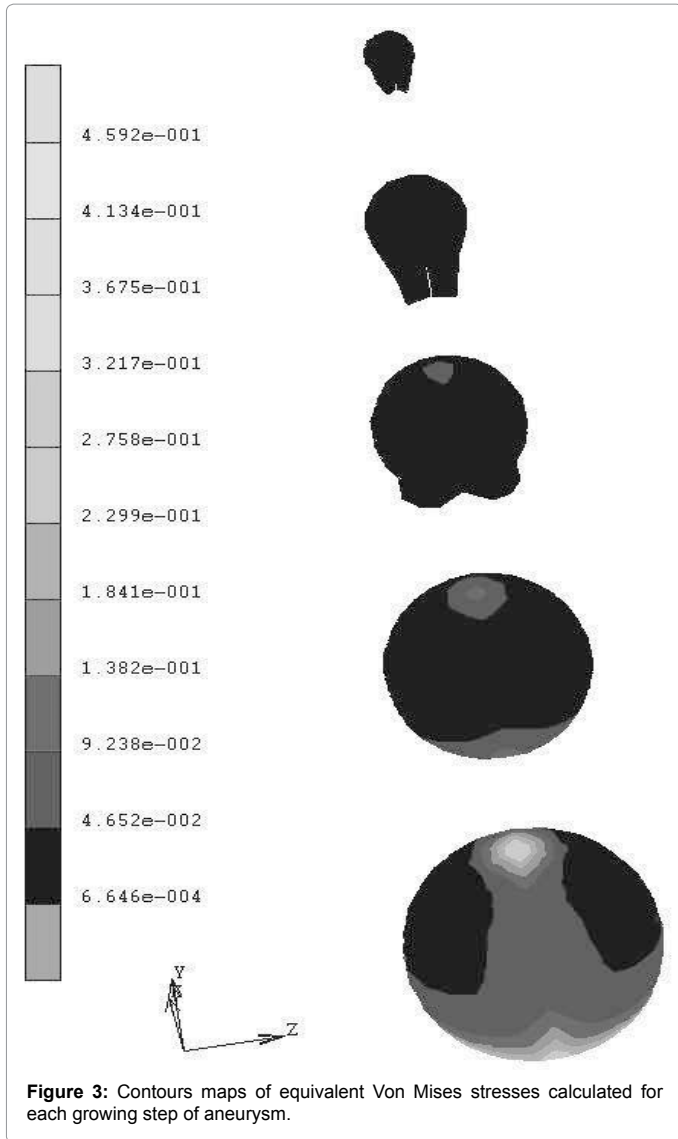 4.592e-001
4.134e-001
3.675e-001
3.217e-001
2.758e-001
2.299e-001
1.841e-001
1.382e-001
9.238e-002
4.652e-002
6.646e-004
Y
X
Z
Figure 3: Contours maps of equivalent Von Mises stresses calculated for
each growing step of aneurysm.